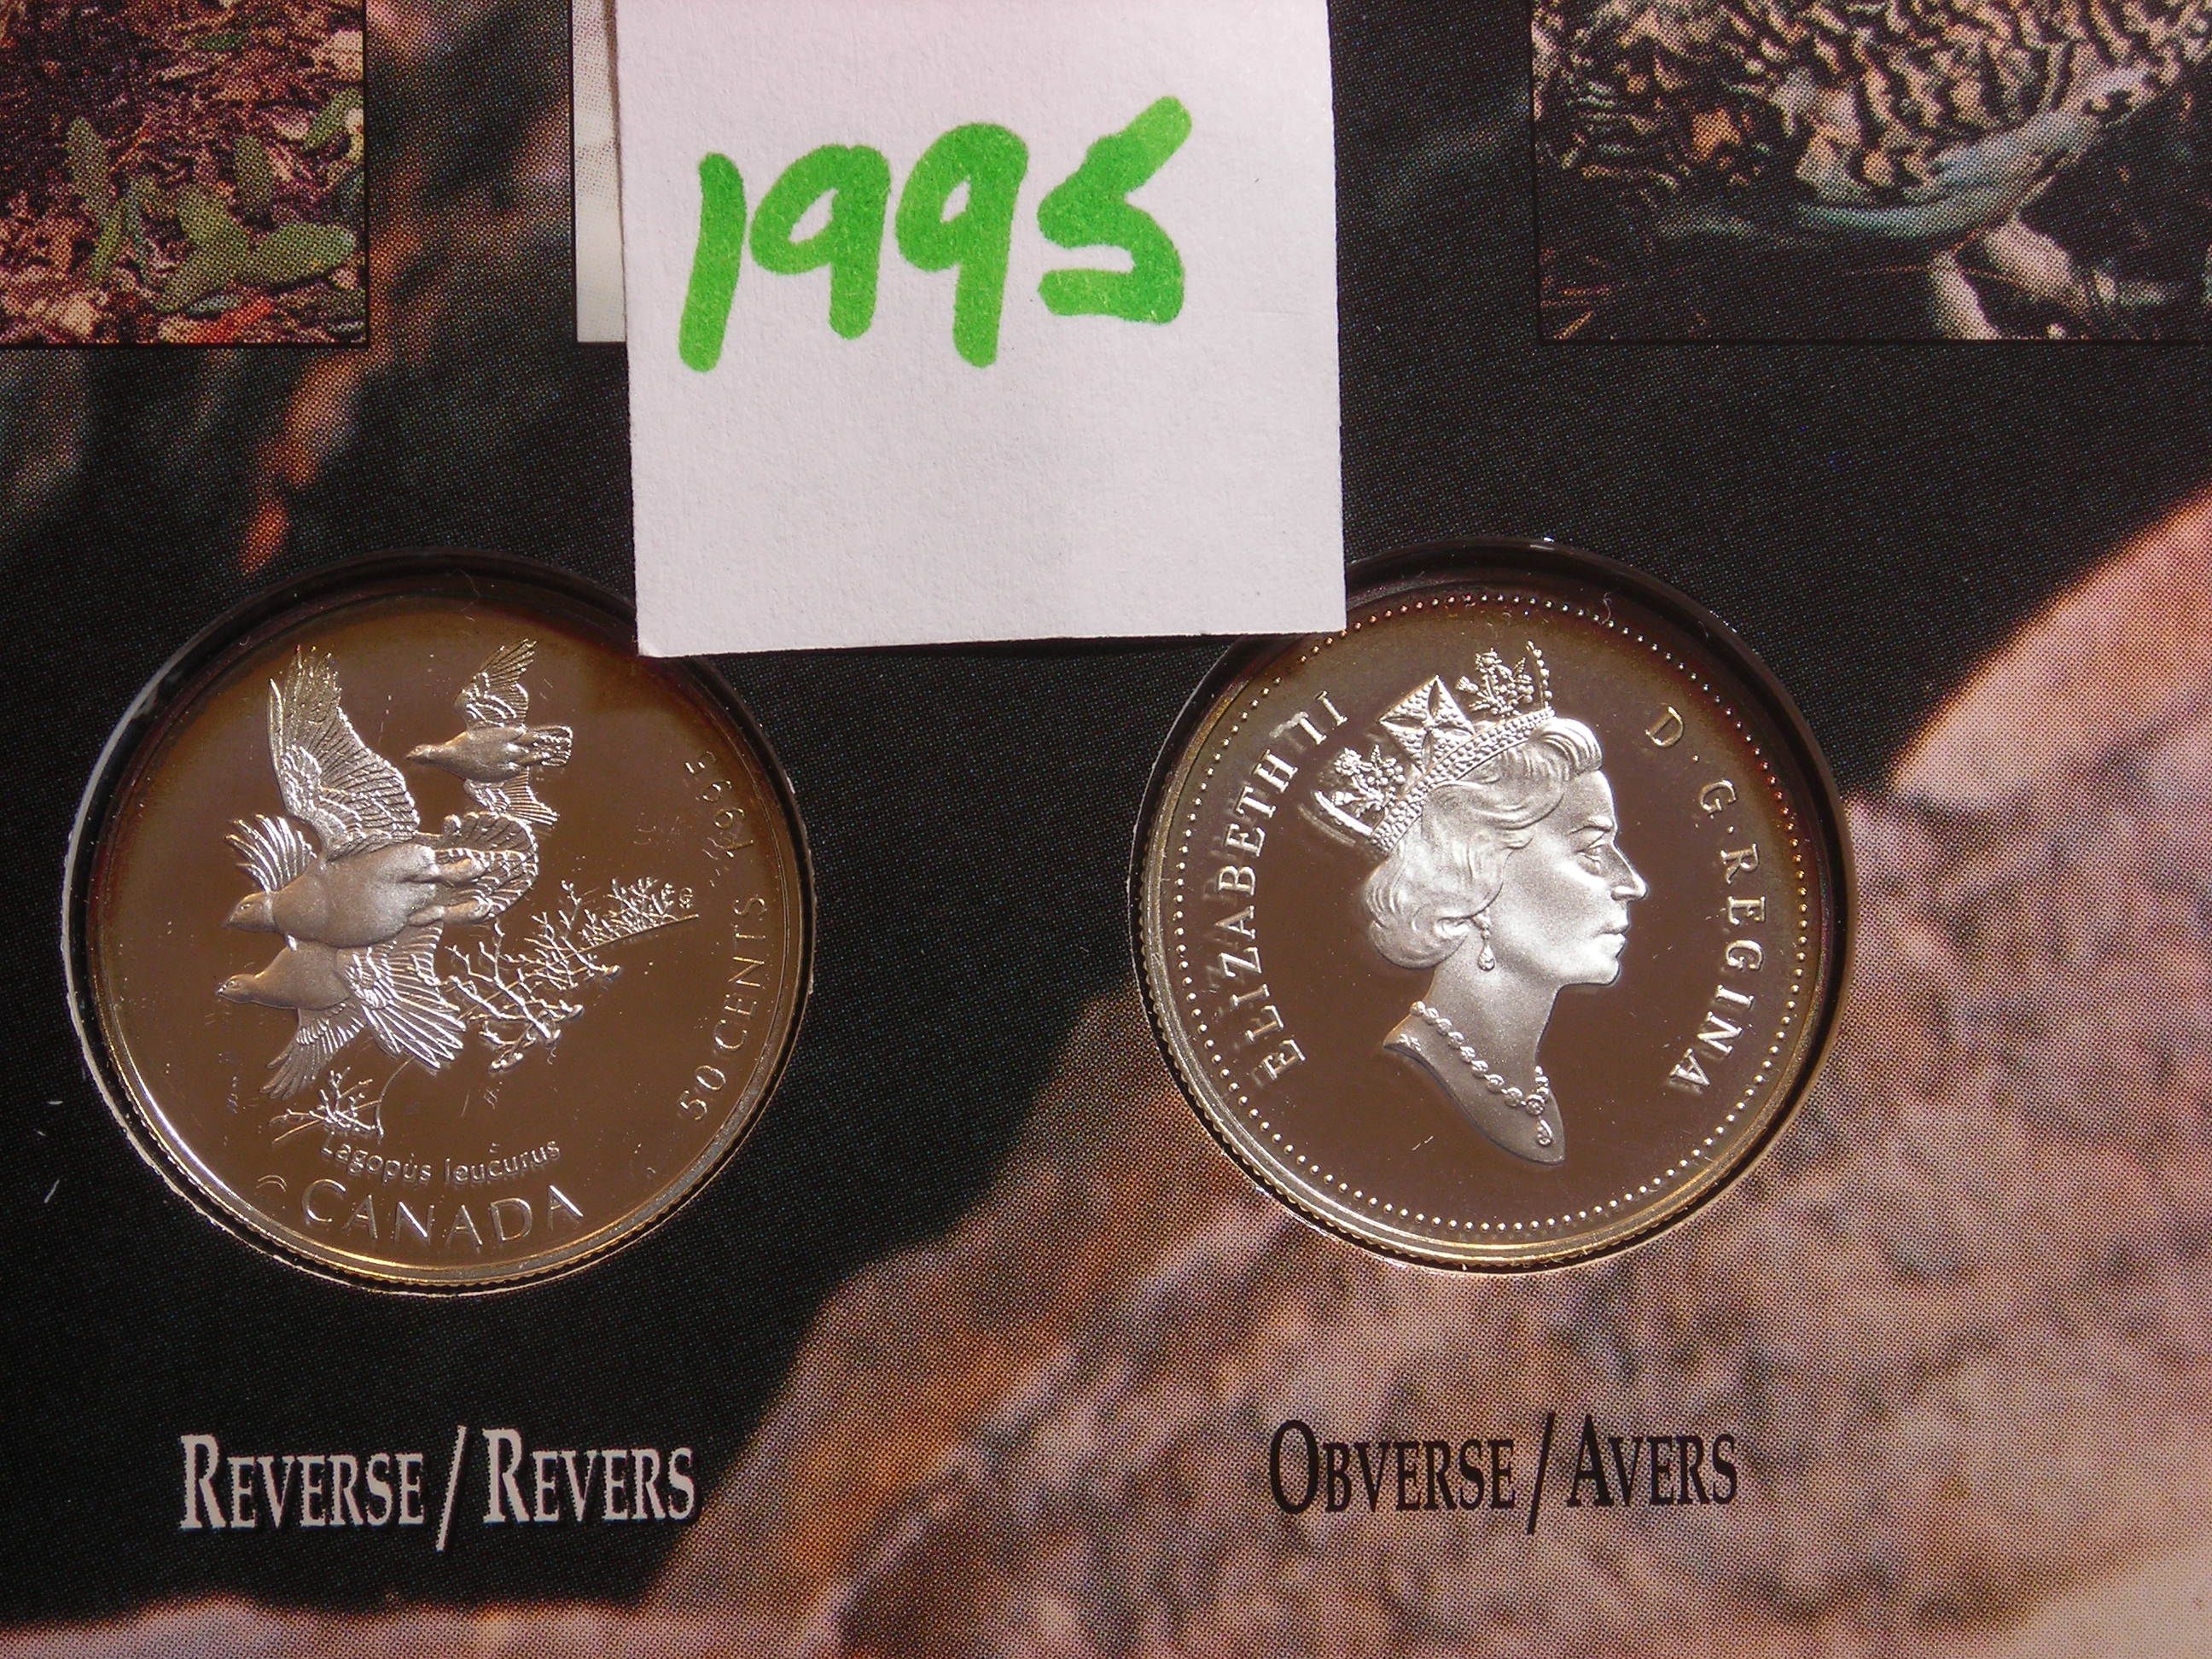 1995
1995
50 CENTS
Lagopus leucurus
CANADA
ELIZABETH II
D·G·REGINA
REVERSE / REVERS
OBVERSE / AVERS